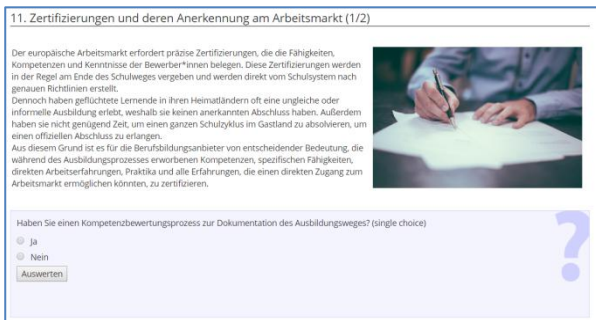 11. Zertifizierungen und deren Anerkennung am Arbeitsmarkt (1/2)
Der europäische Arbeitsmarkt erfordert präzise Zertifizierungen, die die Fähigkeiten,
Kompetenzen und Kenntnisse der Bewerber*innen belegen. Diese Zertifizierungen werden
in der Regel am Ende des Schulweges vergeben und werden direkt vom Schulsystem nach
genauen Richtlinien erstellt.
Dennoch haben geflüchtete Lernende in ihren Heimatländern oft eine ungleiche oder
informelle Ausbildung erlebt, weshalb sie keinen anerkannten Abschluss haben. Außerdem
haben sie nicht genügend Zeit, um einen ganzen Schulzyklus im Gastland zu absolvieren, um
einen offiziellen Abschluss zu erlangen.
Aus diesem Grund ist es für die Berufsbildungsanbieter von entscheidender Bedeutung, die
während des Ausbildungsprozesses erworbenen Kompetenzen, spezifischen Fähigkeiten,
direkten Arbeitserfahrungen, Praktika und alle Erfahrungen, die einen direkten Zugang zum
Arbeitsmarkt ermöglichen könnten, zu zertifizieren.
Haben Sie einen Kompetenzbewertungsprozess zur Dokumentation des Ausbildungsweges? (single choice)
Ja
Nein
Auswerten
?